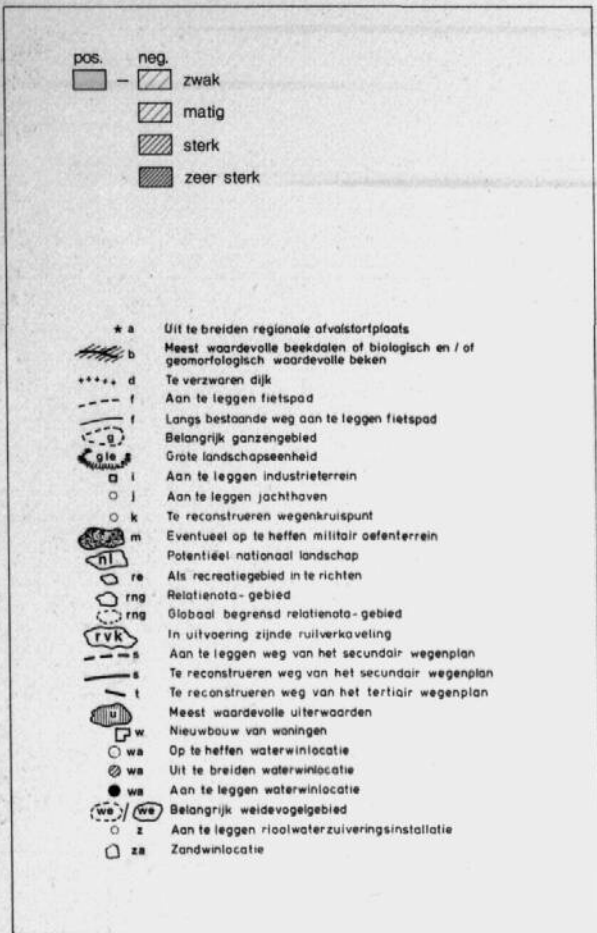 pos. neg.
– zwak
matig
sterk
zeer sterk
★ a Uit te breiden regionale afvalstortplaats
b Meest waardevolle beekdalen of biologisch en / of
geomorfologisch waardevolle beken
+++++ d Te verzwaren dijk
f Aan te leggen fietspad
f Langs bestaande weg aan te leggen fietspad
g Belangrijk ganzengebied
gle Grote landschapseenheid
i Aan te leggen industrieterrein
j Aan te leggen jachthaven
k Te reconstrueren wegenkruispunt
m Eventueel op te heffen militair oefenterrein
nl Potentieel nationaal landschap
re Als recreatiegebied in te richten
rng Relatienota-gebied
rng Globaal begrensd relatienota-gebied
rvk In uitvoering zijnde ruilverkaveling
s Aan te leggen weg van het secundair wegenplan
s Te reconstrueren weg van het secundair wegenplan
t Te reconstrueren weg van het tertiair wegenplan
u Meest waardevolle uiterwaarden
w Nieuwbouw van woningen
wa Op te heffen waterwinlocatie
wa Uit te breiden waterwinlocatie
wa Aan te leggen waterwinlocatie
we / we Belangrijk weidevogelgebied
z Aan te leggen rioolwaterzuiveringsinstallatie
za Zandwinlocatie